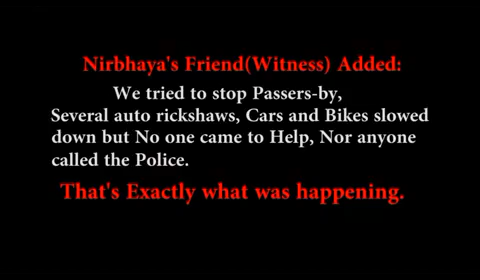 Nirbhaya's Friend(Witness) Added:
We tried to stop Passers-by,
Several auto rickshaws, Cars and Bikes slowed
down but No one came to Help, Nor anyone
called the Police.
That's Exactly what was happening.